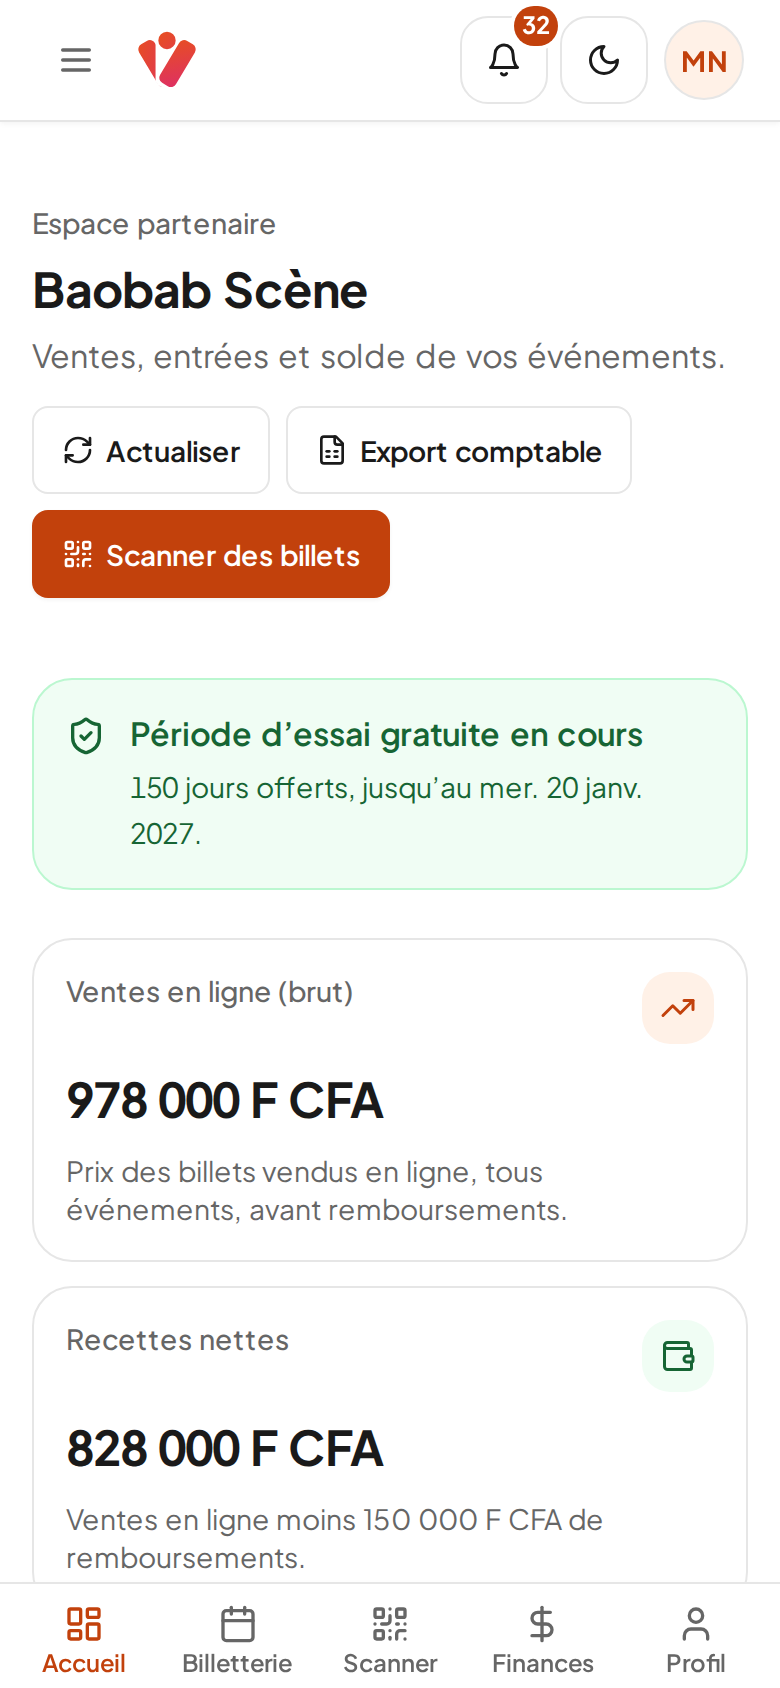 32
MN
Espace partenaire
Baobab Scène
Ventes, entrées et solde de vos événements.
Actualiser
Export comptable
Scanner des billets
Période d’essai gratuite en cours
150 jours offerts, jusqu’au mer. 20 janv.
2027.
Ventes en ligne (brut)
978 000 F CFA
Prix des billets vendus en ligne, tous
événements, avant remboursements.
Recettes nettes
828 000 F CFA
Ventes en ligne moins 150 000 F CFA de
remboursements.
Accueil
Billetterie
Scanner
Finances
Profil